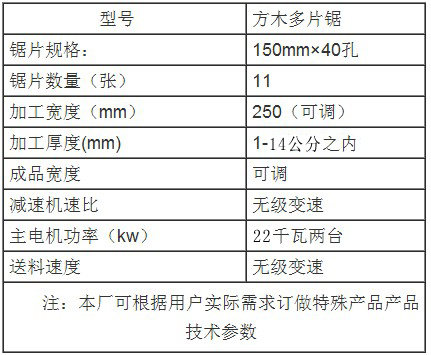 型号 方木多片锯
锯片规格： 150mm×40孔
锯片数量（张） 11
加工宽度（mm） 250（可调）
加工厚度(mm) 1-14公分之内
成品宽度 可调
减速机速比 无级变速
主电机功率（kw） 22千瓦两台
送料速度 无级变速
注：本厂可根据用户实际需求订做特殊产品产品
技术参数